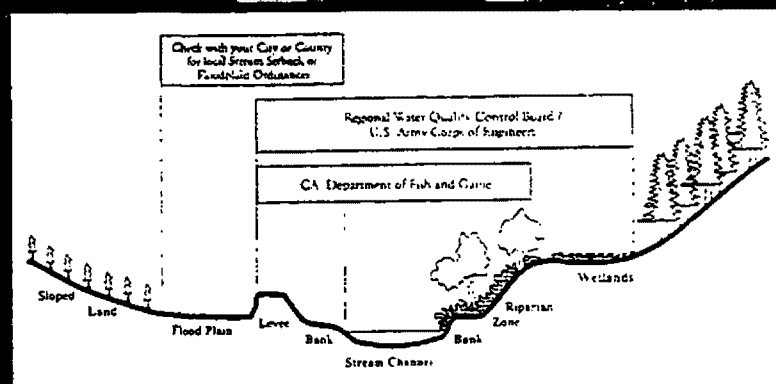 Check with your City or County
for local Stream Setback or
Floodplain Ordinances
Regional Water Quality Control Board /
U.S. Army Corps of Engineers
CA. Department of Fish and Game
Sloped
Land
Flood Plain
Levee
Bank
Stream Channel
Bank
Riparian
Zone
Wetlands